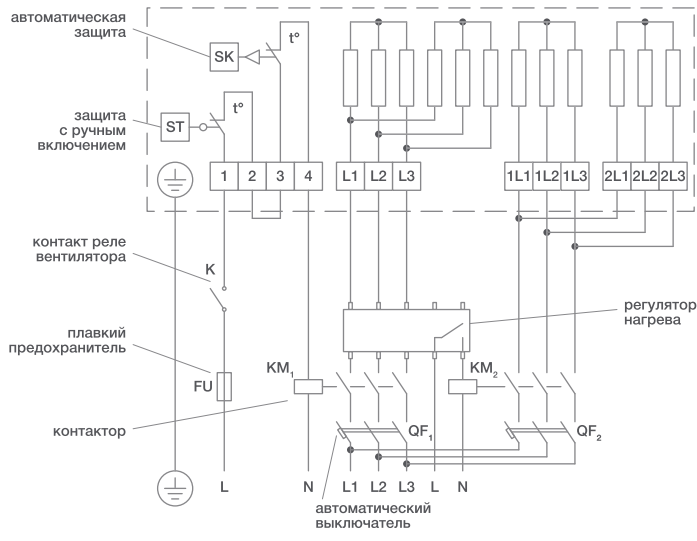 автоматическая
защита
SK
t°
защита
с ручным
включением
ST
t°
1 2 3 4
L1 L2 L3
1L1 1L2 1L3
2L1 2L2 2L3
контакт реле
вентилятора
K
регулятор
нагрева
плавкий
предохранитель
FU
KM1
KM2
контактор
QF1
QF2
L N L1 L2 L3 L N
автоматический
выключатель